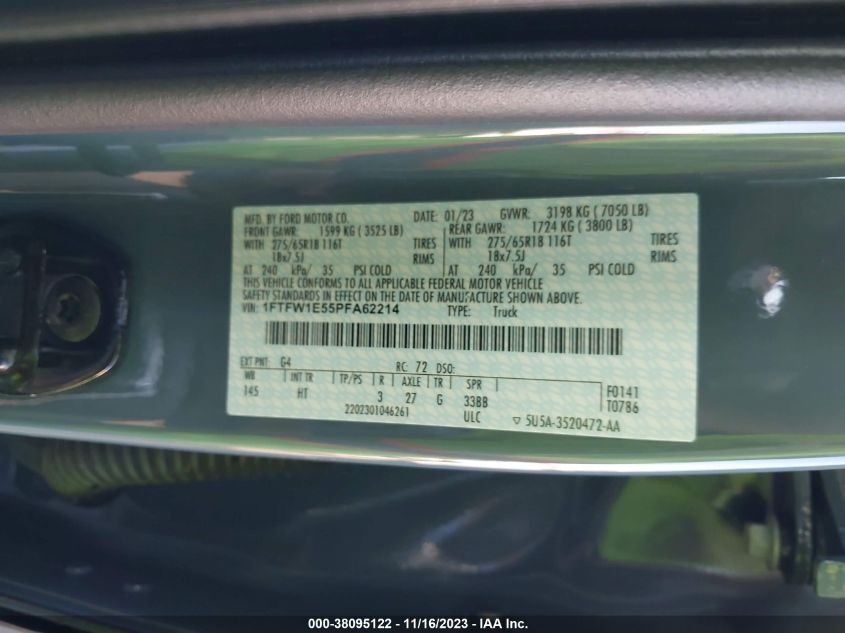 MFD. BY FORD MOTOR CO. DATE: 01/23 GVWR: 3198 KG ( 7050 LB)
FRONT GAWR: 1599 KG ( 3525 LB) REAR GAWR: 1724 KG ( 3800 LB)
WITH 275/65R18 116T TIRES WITH 275/65R18 116T TIRES
18x7.5J RIMS 18x7.5J RIMS
AT 240 kPa/ 35 PSI COLD AT 240 kPa/ 35 PSI COLD
THIS VEHICLE CONFORMS TO ALL APPLICABLE FEDERAL MOTOR VEHICLE
SAFETY STANDARDS IN EFFECT ON THE DATE OF MANUFACTURE SHOWN ABOVE.
VIN: 1FTFW1E55PFA62214 TYPE: Truck
EXT PNT: G4 RC: 72 DSO:
WB INT TR TP/PS R AXLE TR SPR
145 HT 3 27 G 33BB
F0141
T0786
2202301046261 ULC ▽ 5U5A-3520472-AA
000-38095122 - 11/16/2023 - IAA Inc.